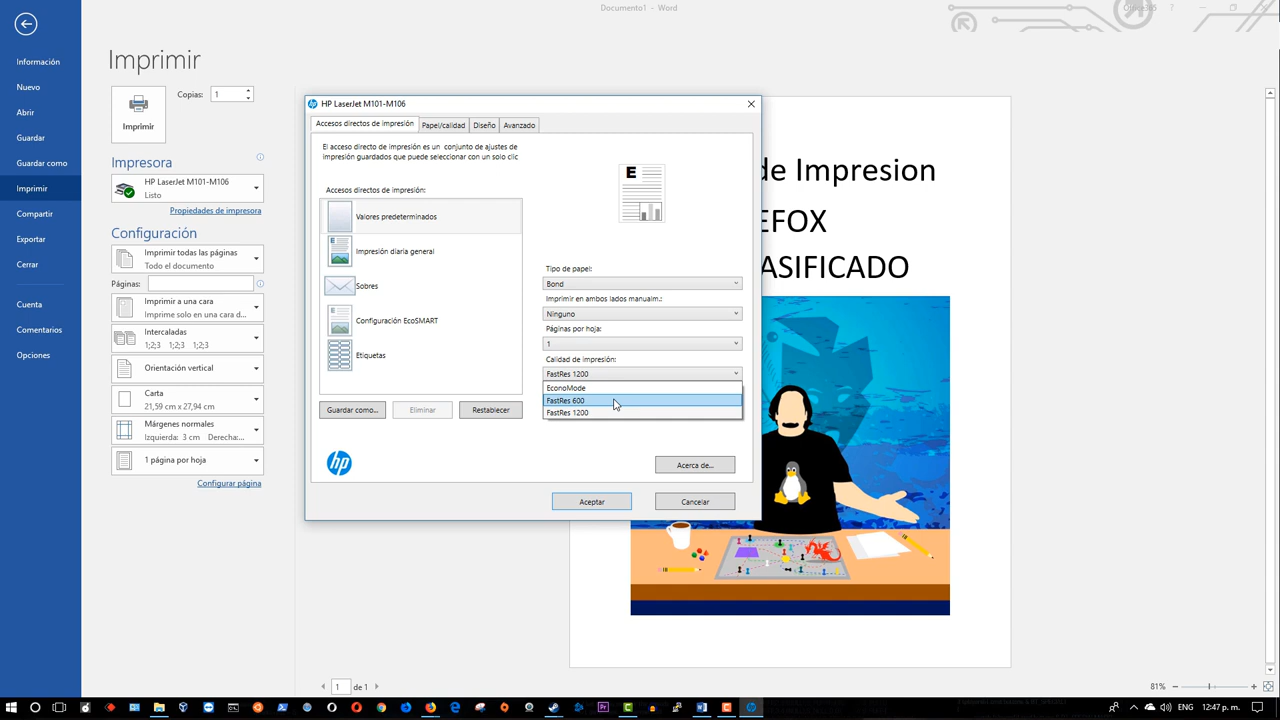 Documento1 - Word
Office365
?
Información
Nuevo
Abrir
Guardar
Guardar como
Imprimir
Compartir
Exportar
Cerrar
Cuenta
Comentarios
Opciones
Imprimir
Imprimir
Copias: 1
Impresora
HP LaserJet M101-M106
Listo
Propiedades de impresora
Configuración
Imprimir todas las páginas
Todo el documento
Páginas:
Imprimir a una cara
Imprime solo en una cara d...
Intercaladas
1;2;3 1;2;3 1;2;3
Orientación vertical
Carta
21,59 cm x 27,94 cm
Márgenes normales
Izquierda: 3 cm Derecha:...
1 página por hoja
Configurar página
HP LaserJet M101-M106
Accesos directos de impresión
Papel/calidad
Diseño
Avanzado
El acceso directo de impresión es un conjunto de ajustes de
impresión guardados que puede seleccionar con un solo clic
Accesos directos de impresión:
Valores predeterminados
Impresión diaria general
Sobres
Configuración EcoSMART
Etiquetas
Guardar como...
Eliminar
Restablecer
E
Tipo de papel:
Bond
Imprimir en ambos lados manualm.:
Ninguno
Páginas por hoja:
1
Calidad de impresión:
FastRes 1200
EconoMode
FastRes 600
FastRes 1200
hp
Acerca de...
Aceptar
Cancelar
de Impresion
EFOX
ASIFICADO
1 de 1
81%
12:47 p. m.